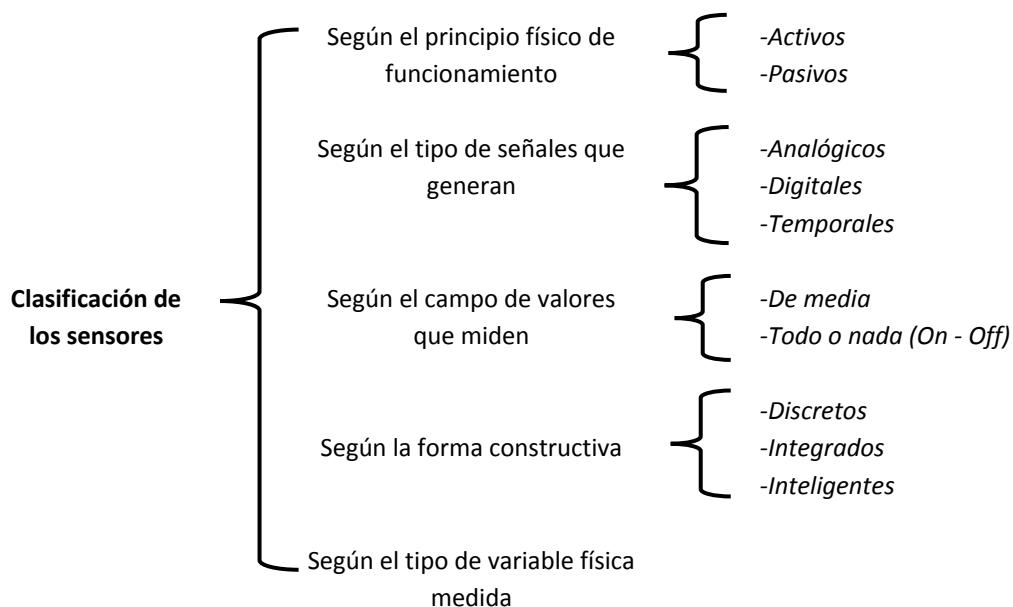 Clasificación de
los sensores
Según el principio físico de
funcionamiento
-Activos
-Pasivos
Según el tipo de señales que
generan
-Analógicos
-Digitales
-Temporales
Según el campo de valores
que miden
-De media
-Todo o nada (On - Off)
Según la forma constructiva
-Discretos
-Integrados
-Inteligentes
Según el tipo de variable física
medida